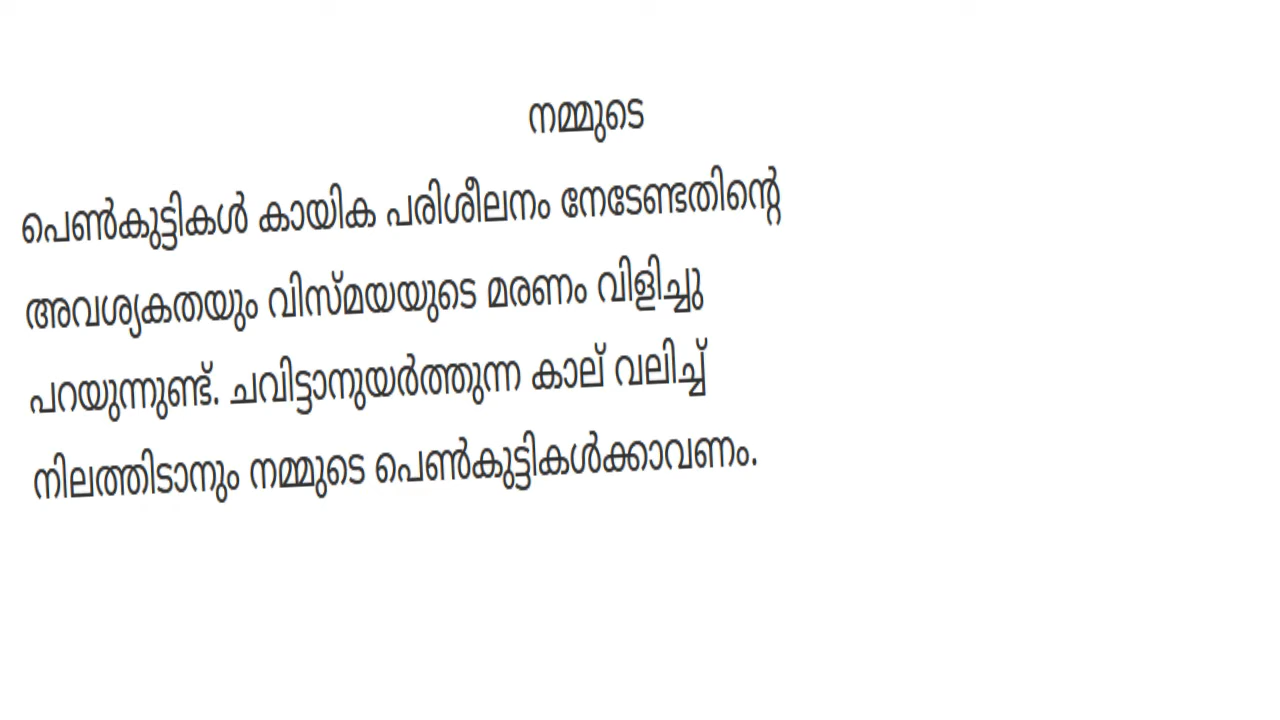 നമ്മുടെ
പെൺകുട്ടികൾ കായിക പരിശീലനം നേടേണ്ടതിന്റെ
അവശ്യകതയും വിസ്മയയുടെ മരണം വിളിച്ചു
പറയുന്നുണ്ട്. ചവിട്ടാനുയർത്തുന്ന കാല് വലിച്ച്
നിലത്തിടാനും നമ്മുടെ പെൺകുട്ടികൾക്കാവണം.